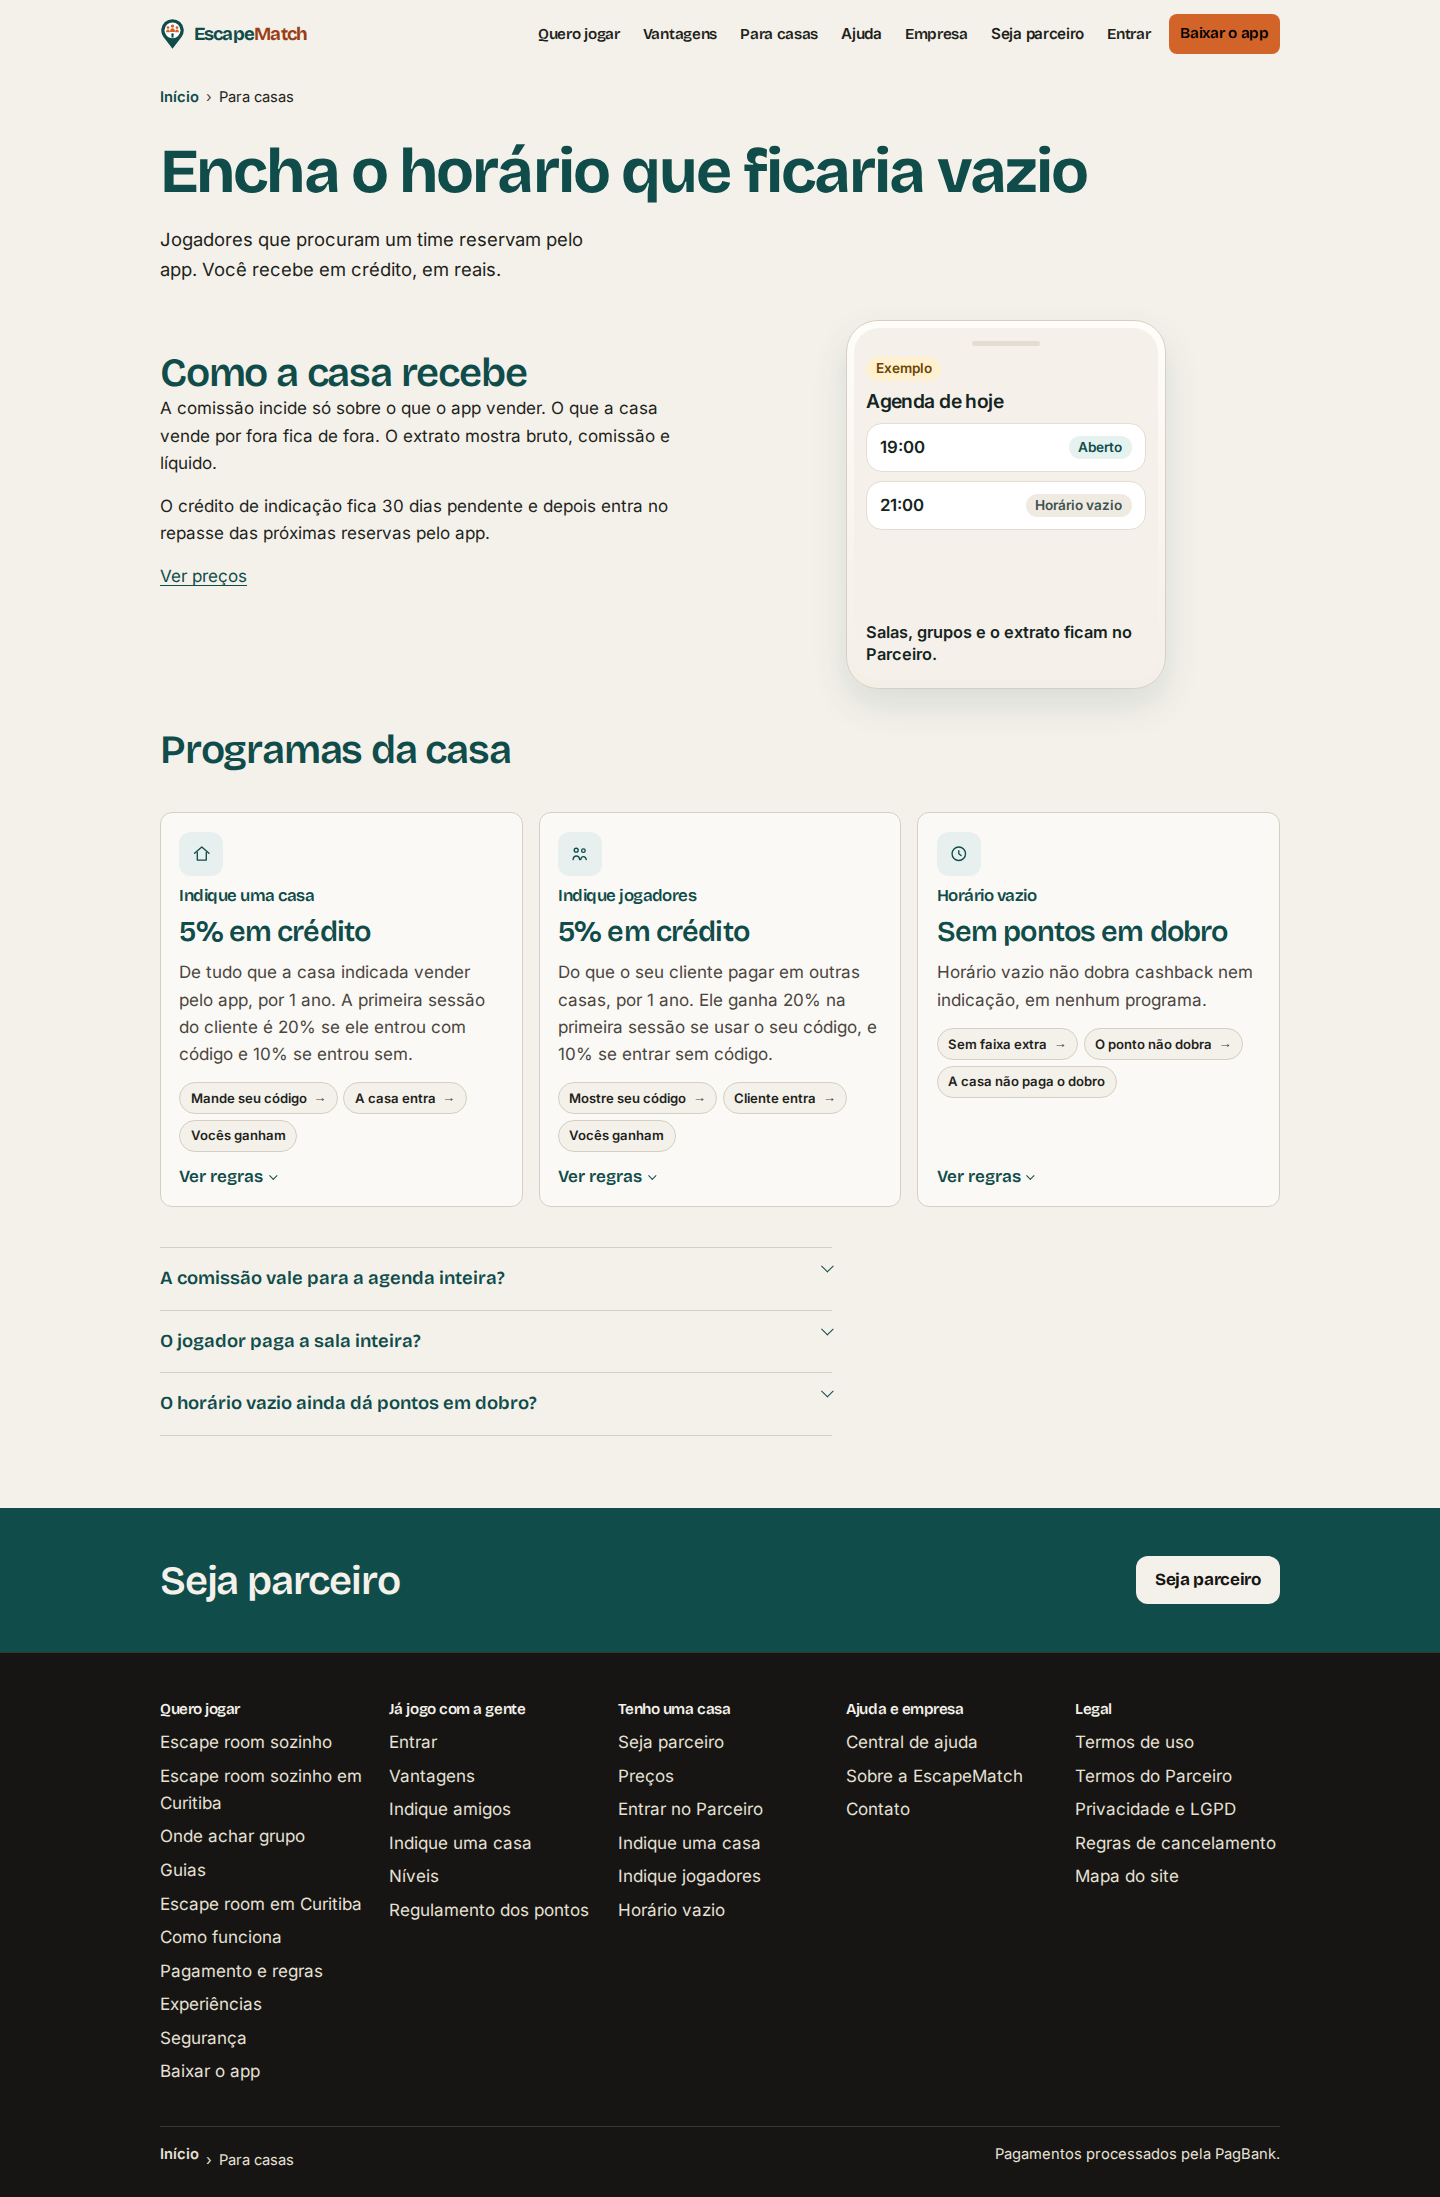 EscapeMatch
Quero jogar
Vantagens
Para casas
Ajuda
Empresa
Seja parceiro
Entrar
Baixar o app
Início › Para casas
Encha o horário que ficaria vazio
Jogadores que procuram um time reservam pelo
app. Você recebe em crédito, em reais.
Como a casa recebe
A comissão incide só sobre o que o app vender. O que a casa
vende por fora fica de fora. O extrato mostra bruto, comissão e
líquido.
O crédito de indicação fica 30 dias pendente e depois entra no
repasse das próximas reservas pelo app.
Ver preços
Exemplo
Agenda de hoje
19:00
Aberto
21:00
Horário vazio
Salas, grupos e o extrato ficam no
Parceiro.
Programas da casa
Indique uma casa
5% em crédito
De tudo que a casa indicada vender
pelo app, por 1 ano. A primeira sessão
do cliente é 20% se ele entrou com
código e 10% se entrou sem.
Mande seu código →
A casa entra →
Vocês ganham
Ver regras
Indique jogadores
5% em crédito
Do que o seu cliente pagar em outras
casas, por 1 ano. Ele ganha 20% na
primeira sessão se usar o seu código, e
10% se entrar sem código.
Mostre seu código →
Cliente entra →
Vocês ganham
Ver regras
Horário vazio
Sem pontos em dobro
Horário vazio não dobra cashback nem
indicação, em nenhum programa.
Sem faixa extra →
O ponto não dobra →
A casa não paga o dobro
Ver regras
A comissão vale para a agenda inteira?
O jogador paga a sala inteira?
O horário vazio ainda dá pontos em dobro?
Seja parceiro
Seja parceiro
Quero jogar
Escape room sozinho
Escape room sozinho em
Curitiba
Onde achar grupo
Guias
Escape room em Curitiba
Como funciona
Pagamento e regras
Experiências
Segurança
Baixar o app
Já jogo com a gente
Entrar
Vantagens
Indique amigos
Indique uma casa
Níveis
Regulamento dos pontos
Tenho uma casa
Seja parceiro
Preços
Entrar no Parceiro
Indique uma casa
Indique jogadores
Horário vazio
Ajuda e empresa
Central de ajuda
Sobre a EscapeMatch
Contato
Legal
Termos de uso
Termos do Parceiro
Privacidade e LGPD
Regras de cancelamento
Mapa do site
Início › Para casas
Pagamentos processados pela PagBank.